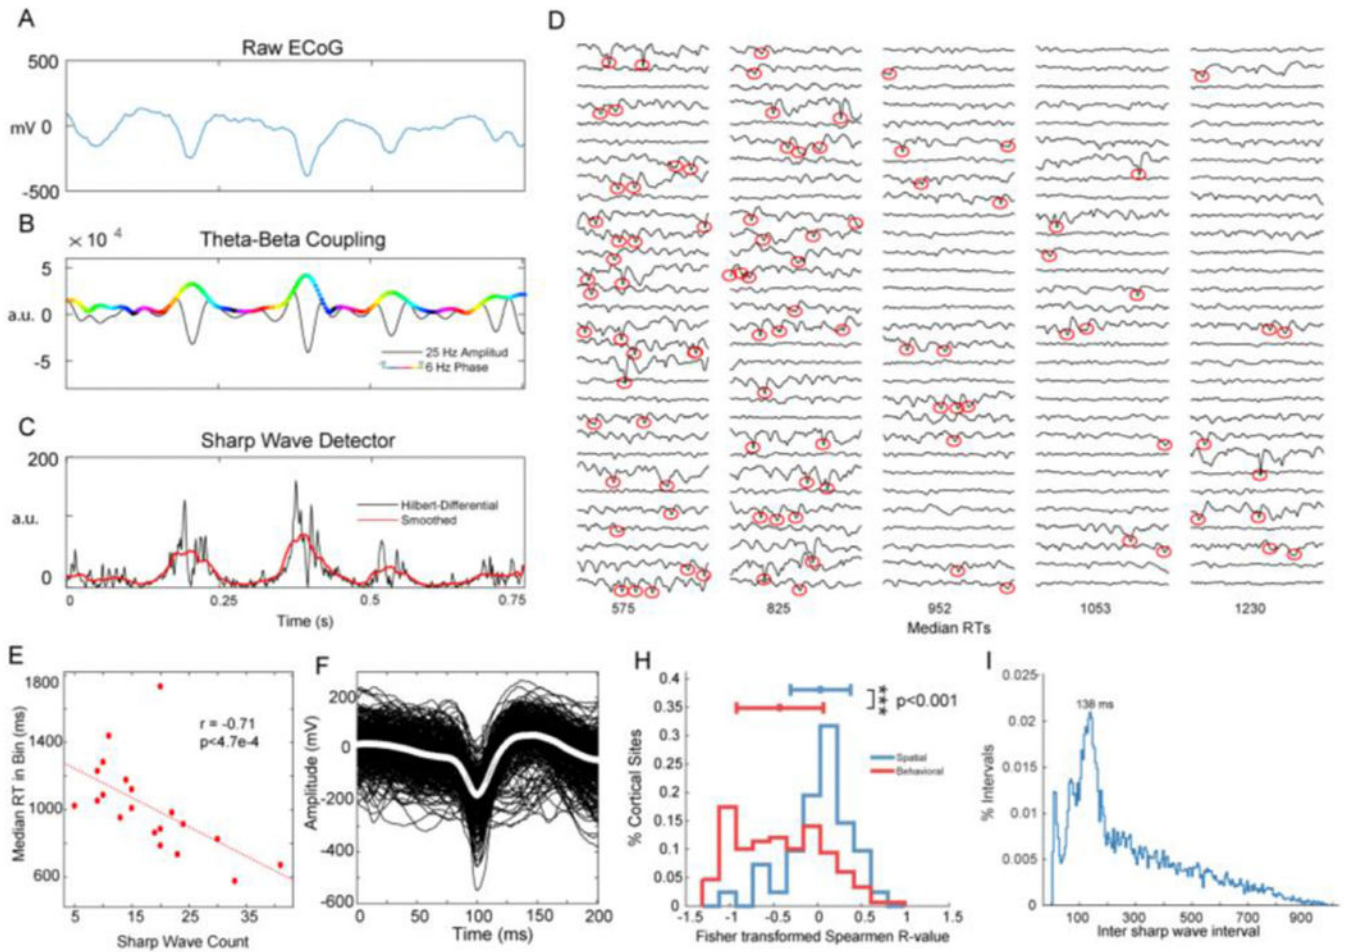 A
Raw ECoG
500
mV 0
-500
B
× 10 4
Theta-Beta Coupling
5
a.u. 0
-5
25 Hz Amplitud
-π π 6 Hz Phase
C
Sharp Wave Detector
200
a.u.
0
Hilbert-Differential
Smoothed
0 0.25 0.5 0.75
Time (s)
D
575 825 952 1053 1230
Median RTs
E
1800
1400
1000
600
Median RT in Bin (ms)
r = -0.71
p<4.7e-4
5 15 25 35
Sharp Wave Count
F
200
0
-200
-400
-600
Amplitude (mV)
0 100 200
Time (ms)
H
0.4
0.35
0.3
0.25
0.2
0.15
0.1
0.05
0
% Cortical Sites
*** p<0.001
Spatial
Behavioral
-1.5 -1 -0.5 0 0.5 1 1.5
Fisher transformed Spearmen R-value
I
0.025
0.02
0.015
0.01
0.005
0
% Intervals
138 ms
100 300 500 700 900
Inter sharp wave interval